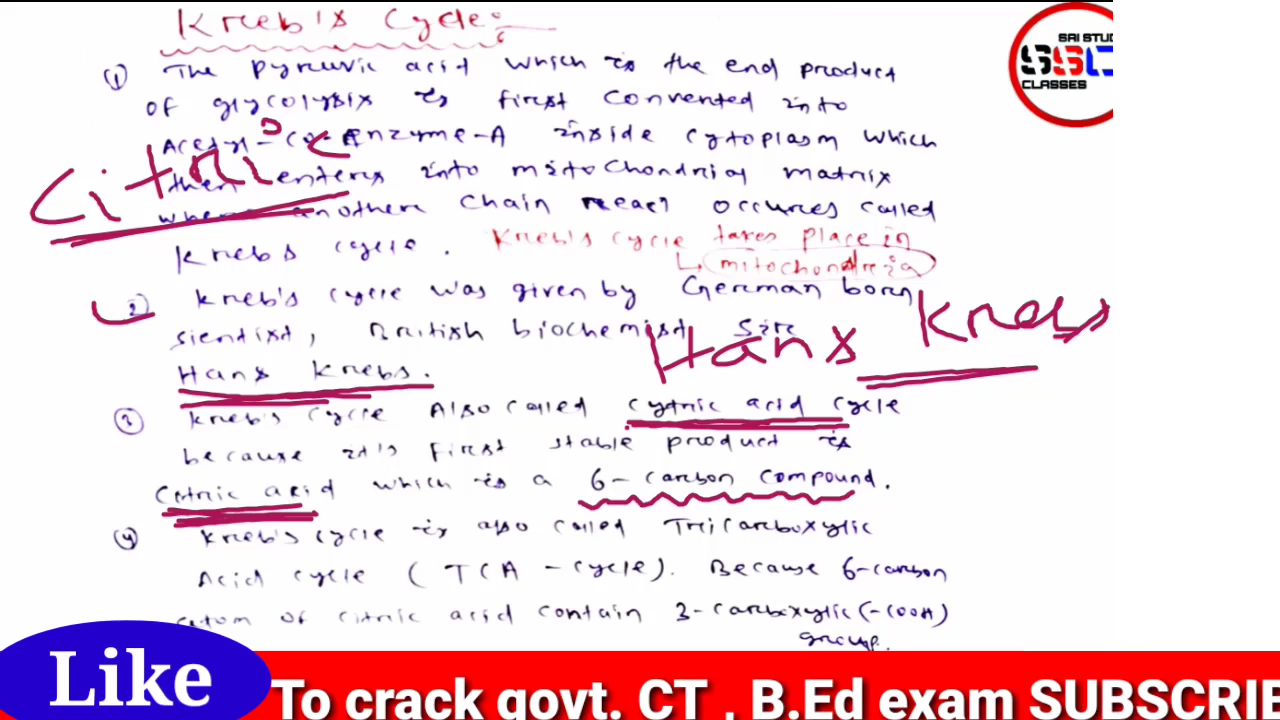 Kreb's Cycle:
SAI STUD
SSC
CLASSES
① The pyruvic acid which is the end product
of glycolysis is first converted into
Acetyl-Co-Enzyme-A inside cytoplasm which
then enters into mitochondrial matrix
where another chain react occures called
Krebs cycle. Kreb's cycle takes place in
mitochondria
Citric
② Kreb's cycle was given by German born
sientist, British biochemist Sir
Hans Krebs.
Hans Krebs
③ Kreb's cycle Also called Cytric acid cycle
because it's First stable product is
Citric acid which is a 6-carbon compound.
④ Kreb's cycle is also called Tricarboxylic
Acid cycle (TCA-cycle). Because 6-carbon
atom of citric acid contain 3-carboxylic (-COOH)
group.
Like
To crack govt. CT , B.Ed exam SUBSCRIBE